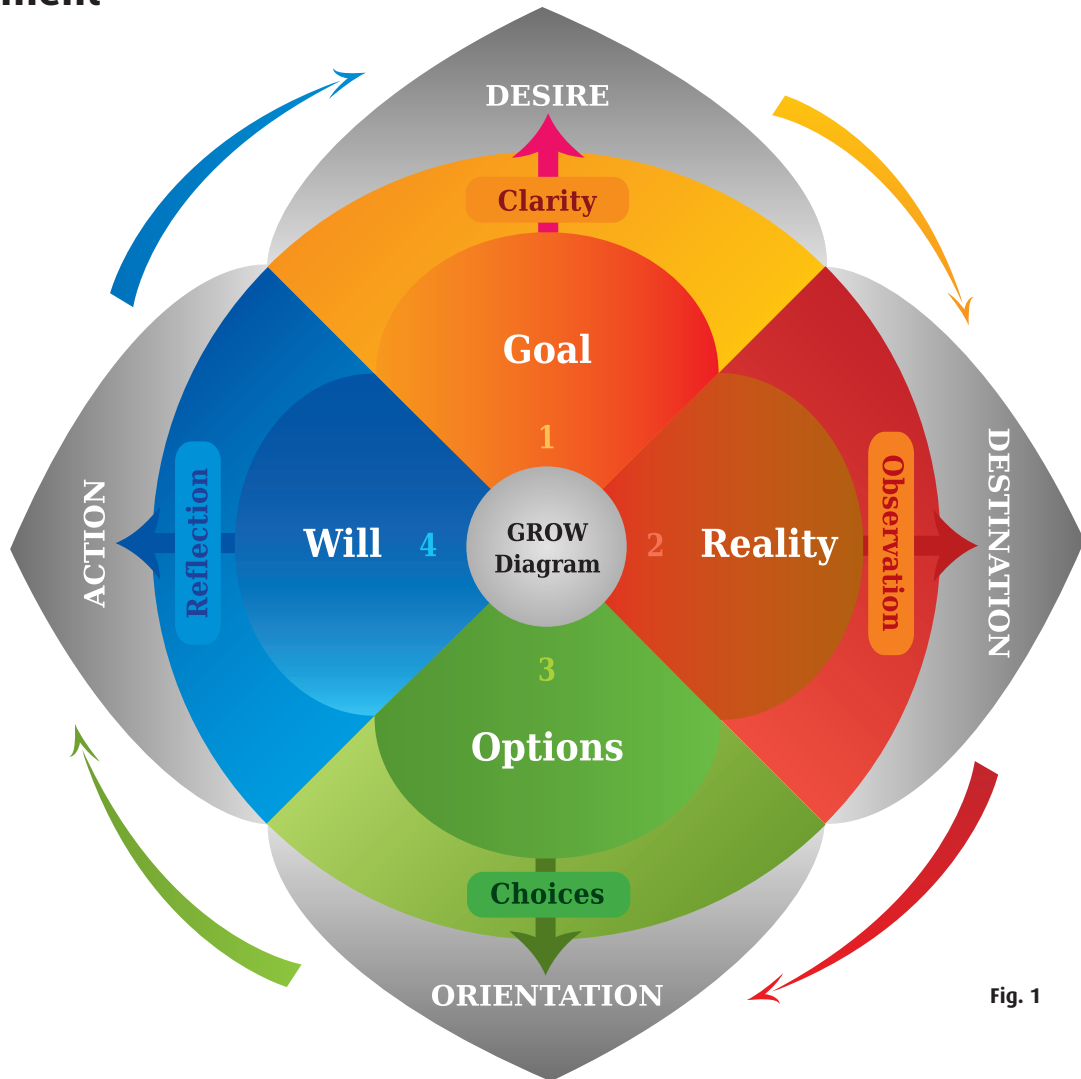 DESIRE
Clarity
Goal
1
ACTION
Reflection
Will
4
GROW
Diagram
2
Reality
Observation
DESTINATION
3
Options
Choices
ORIENTATION
Fig. 1